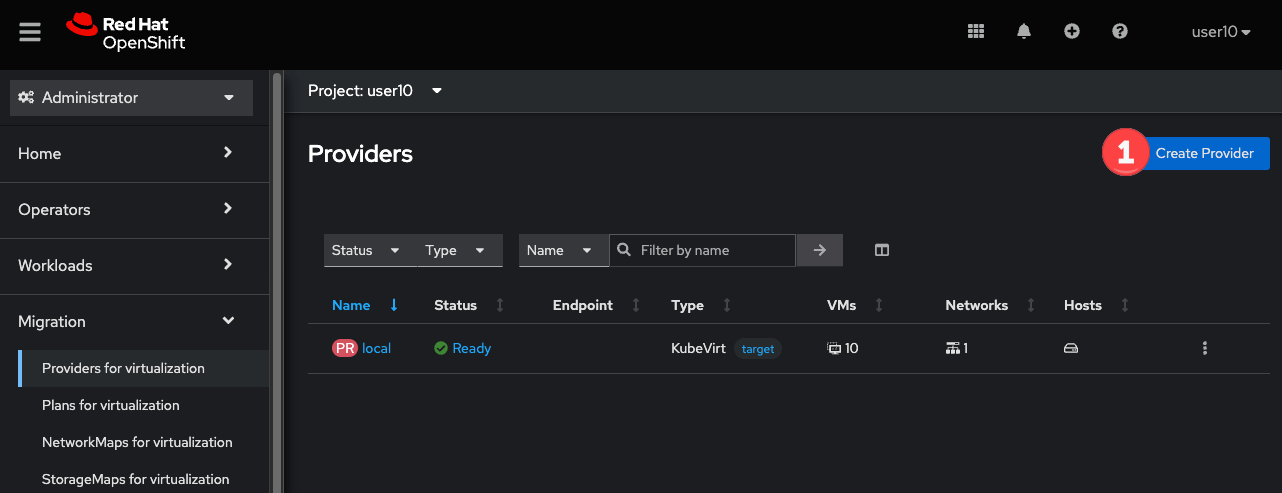 Red Hat
OpenShift
user10
Administrator
Project: user10
Home
Operators
Workloads
Migration
Providers for virtualization
Plans for virtualization
NetworkMaps for virtualization
StorageMaps for virtualization
Providers
1 Create Provider
Status Type Name Filter by name
Name Status Endpoint Type VMs Networks Hosts
PR local Ready KubeVirt target 10 1